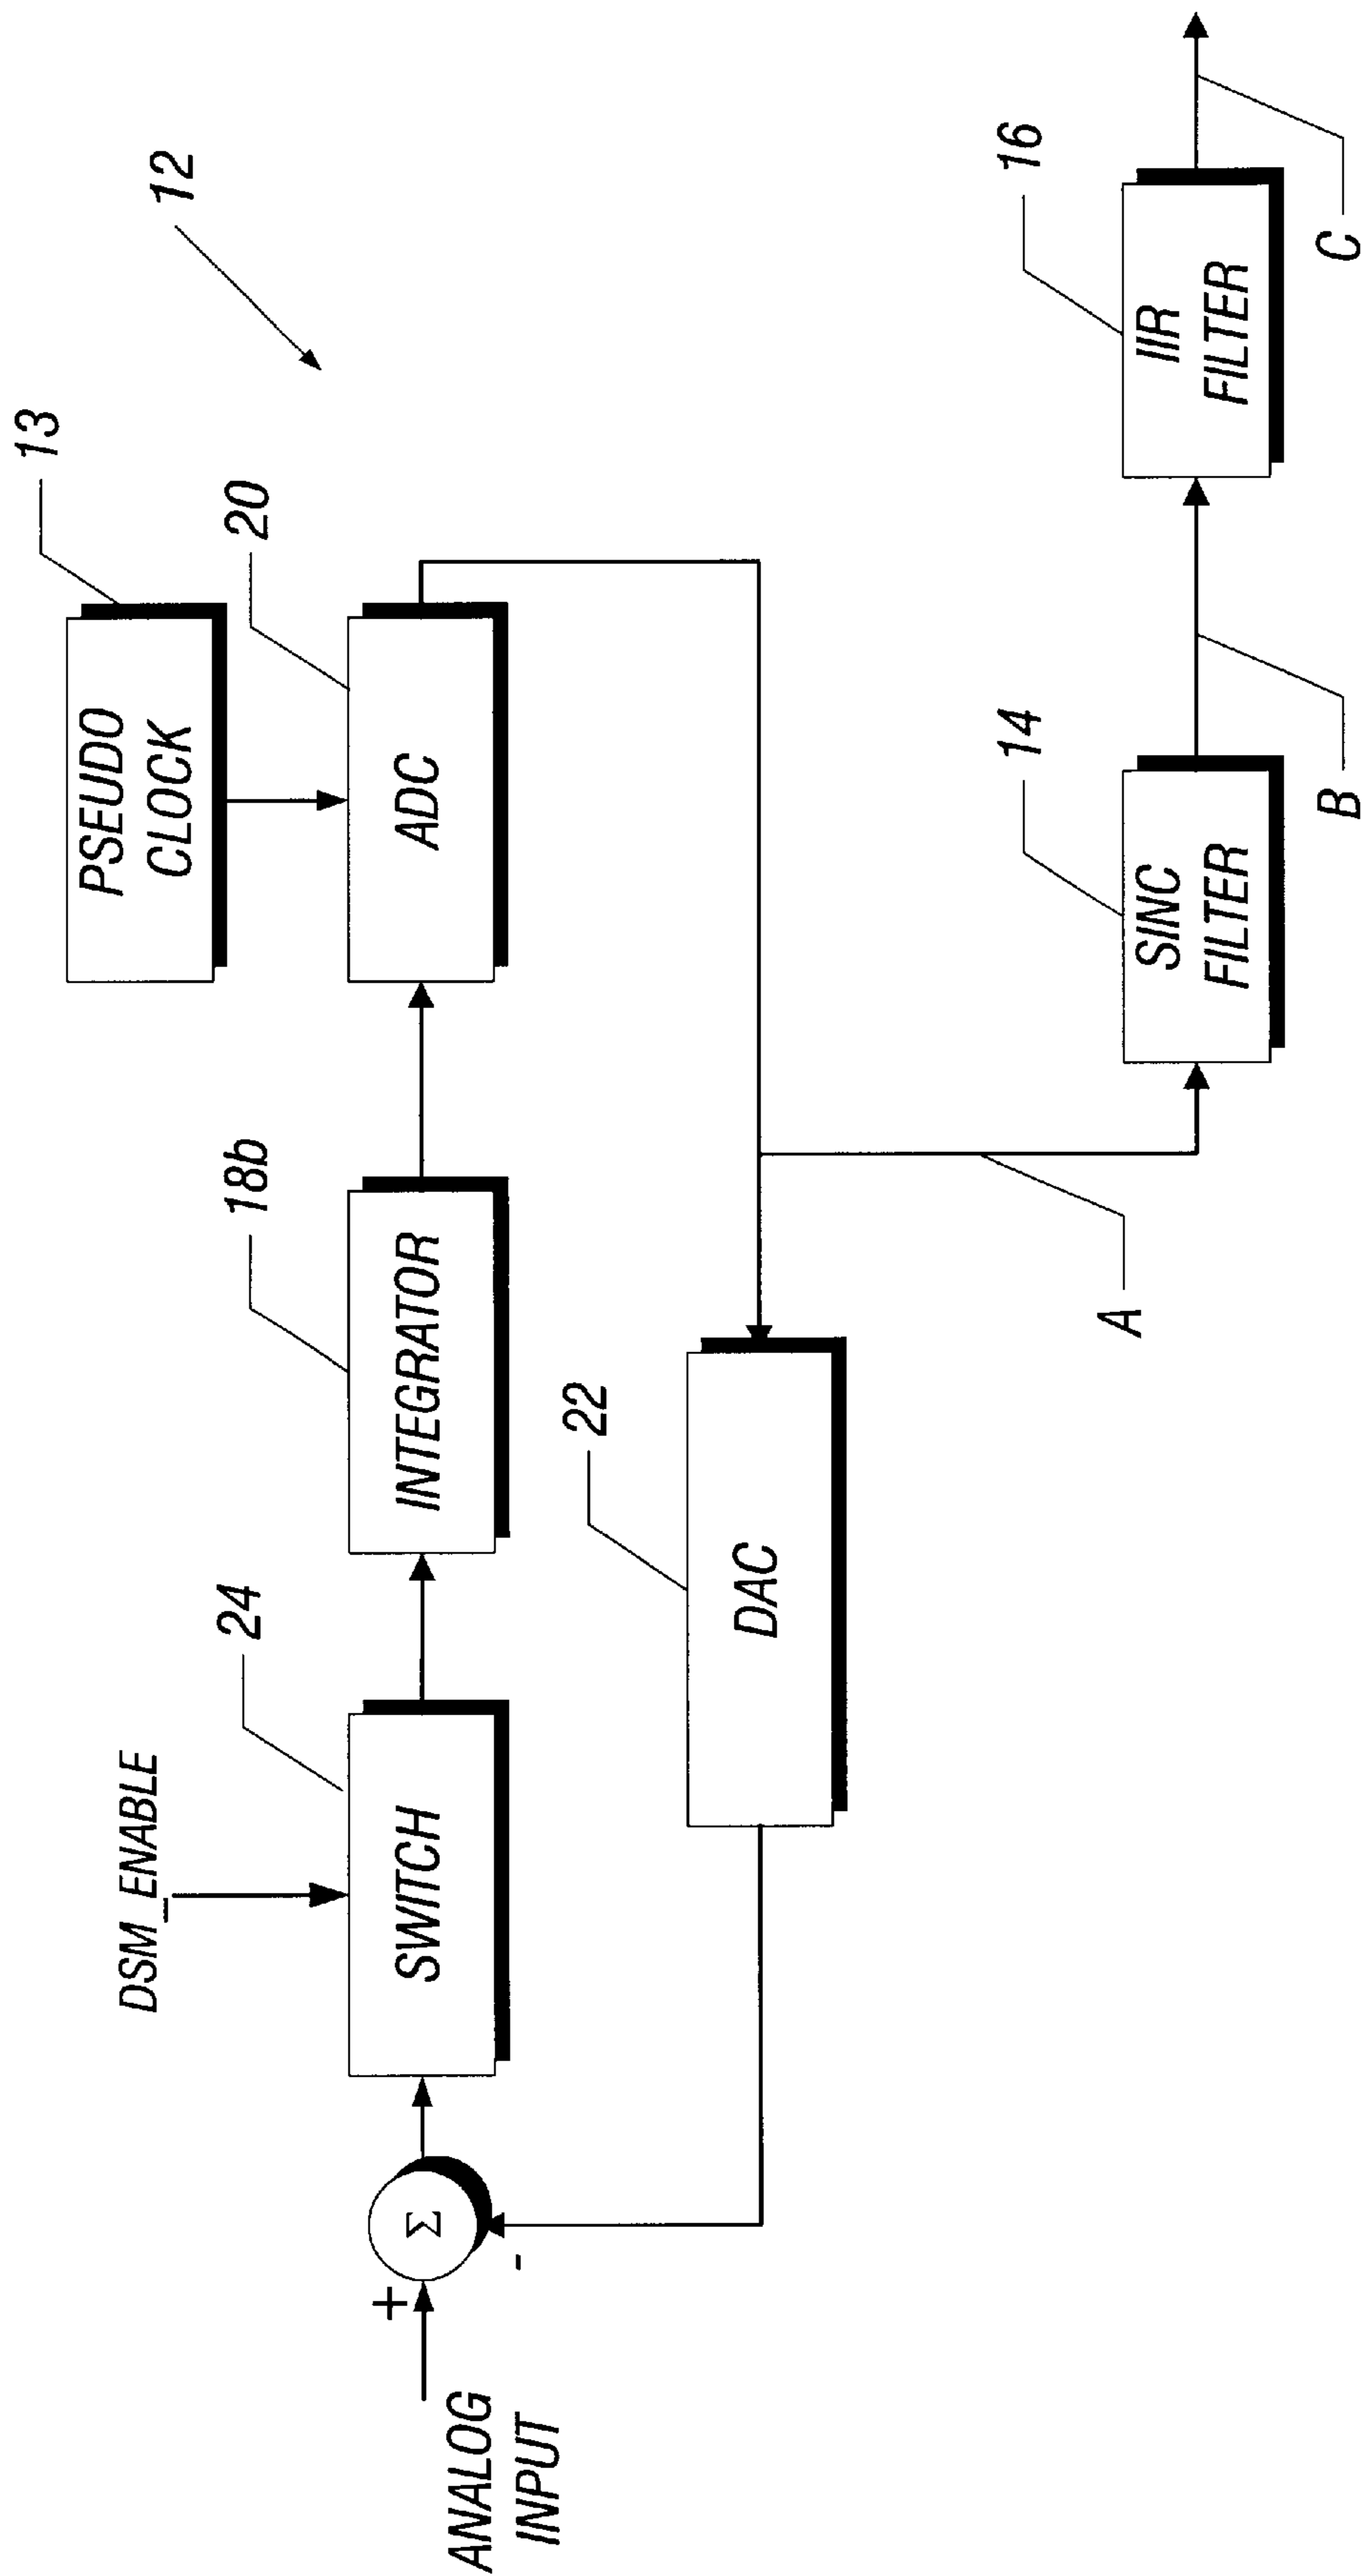 12
13
PSEUDO
CLOCK
DSM_ENABLE
24
18b
20
ANALOG
INPUT
+
-
Σ
SWITCH
INTEGRATOR
ADC
22
DAC
A
14
SINC
FILTER
B
16
IIR
FILTER
C